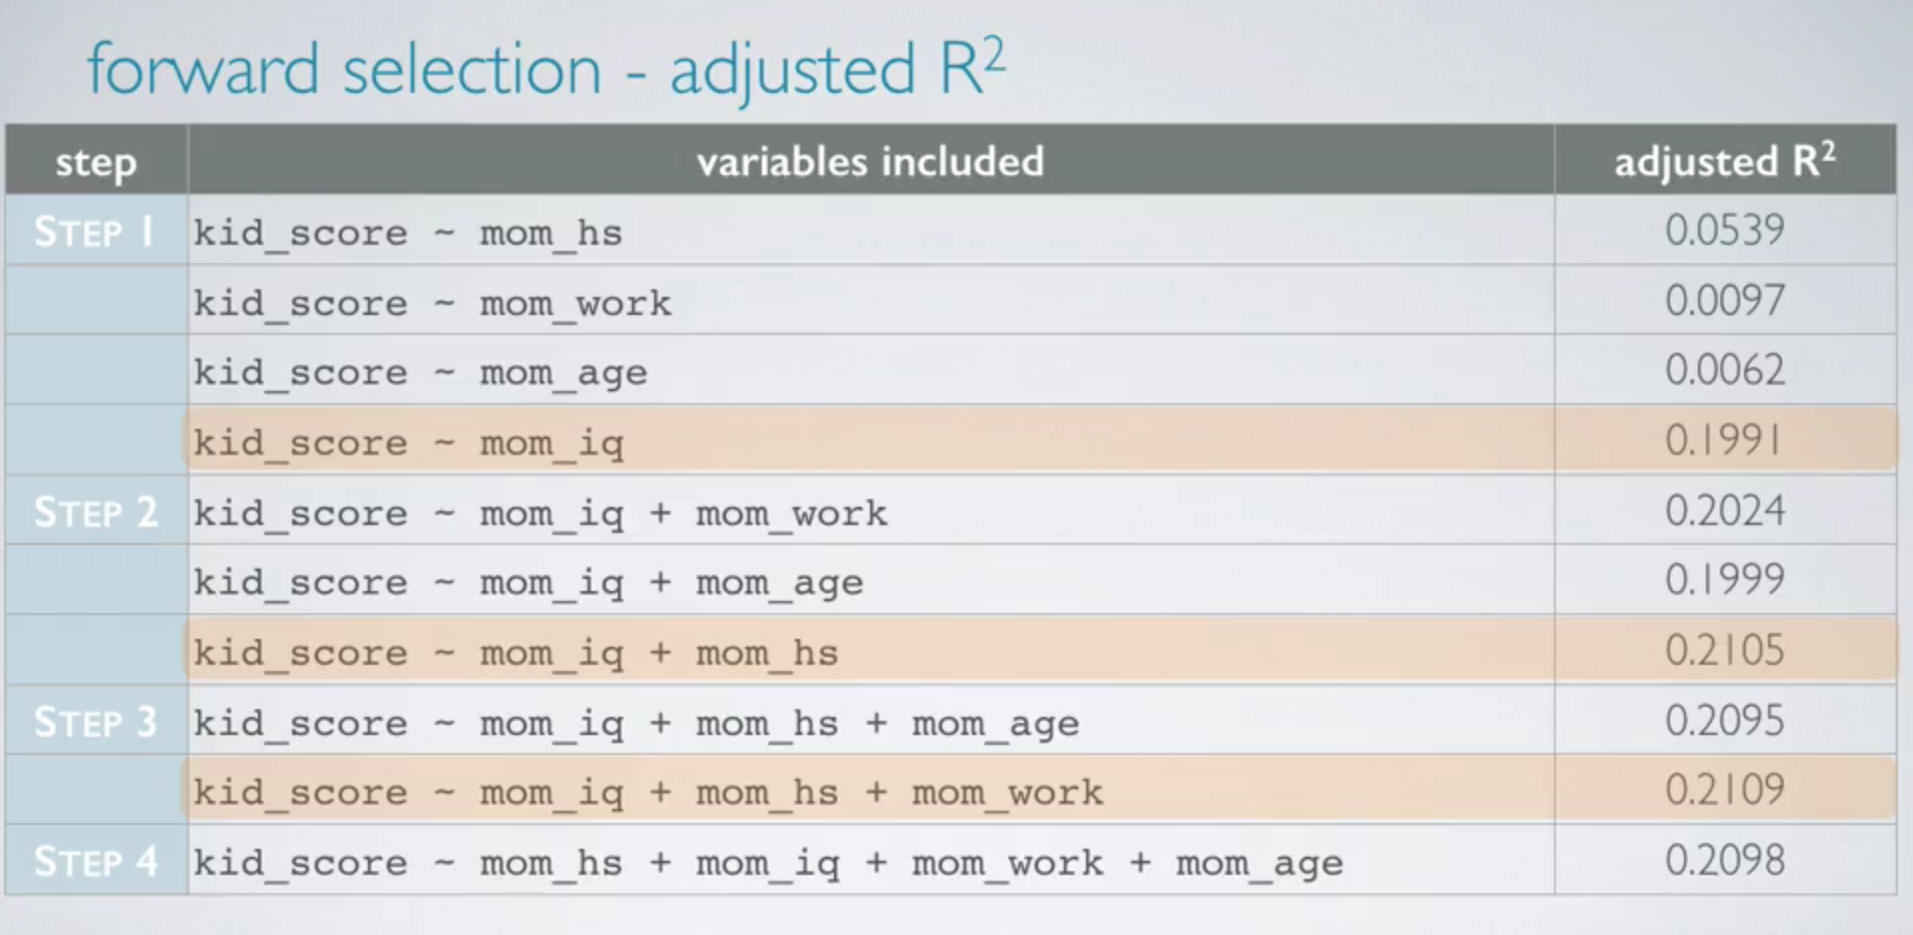 forward selection - adjusted R²
step variables included adjusted R²
STEP 1 kid_score ~ mom_hs 0.0539
kid_score ~ mom_work 0.0097
kid_score ~ mom_age 0.0062
kid_score ~ mom_iq 0.1991
STEP 2 kid_score ~ mom_iq + mom_work 0.2024
kid_score ~ mom_iq + mom_age 0.1999
kid_score ~ mom_iq + mom_hs 0.2105
STEP 3 kid_score ~ mom_iq + mom_hs + mom_age 0.2095
kid_score ~ mom_iq + mom_hs + mom_work 0.2109
STEP 4 kid_score ~ mom_hs + mom_iq + mom_work + mom_age 0.2098